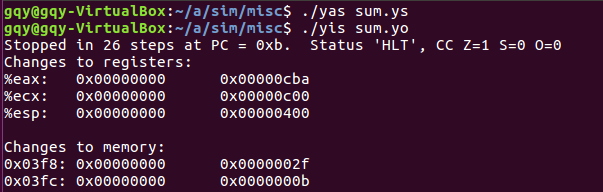 gqy@gqy-VirtualBox:~/a/sim/misc$ ./yas sum.ys
gqy@gqy-VirtualBox:~/a/sim/misc$ ./yis sum.yo
Stopped in 26 steps at PC = 0xb.  Status 'HLT', CC Z=1 S=0 O=0
Changes to registers:
%eax:   0x00000000      0x00000cba
%ecx:   0x00000000      0x00000c00
%esp:   0x00000000      0x00000400
Changes to memory:
0x03f8: 0x00000000      0x0000002f
0x03fc: 0x00000000      0x0000000b